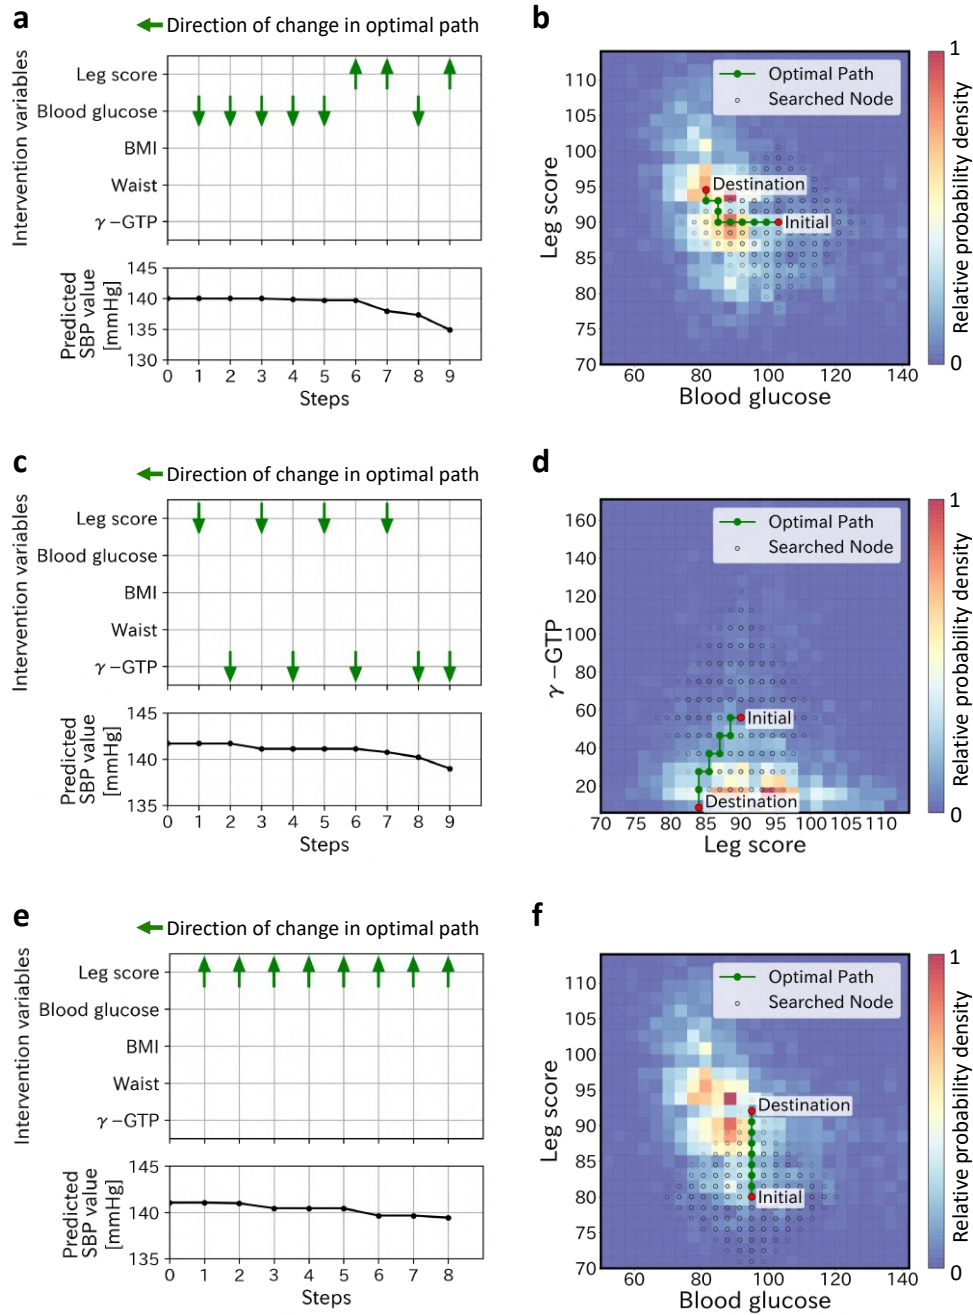 a
Direction of change in optimal path
Intervention variables
Leg score
Blood glucose
BMI
Waist
γ-GTP
Predicted
SBP value
[mmHg]
145
140
135
130
0 1 2 3 4 5 6 7 8 9
Steps
b
Optimal Path
Searched Node
Destination
Initial
Leg score
110
105
100
95
90
85
80
75
70
60 80 100 120 140
Blood glucose
1
0
Relative probability density
c
Direction of change in optimal path
Intervention variables
Leg score
Blood glucose
BMI
Waist
γ-GTP
Predicted
SBP value
[mmHg]
145
140
135
0 1 2 3 4 5 6 7 8 9
Steps
d
Optimal Path
Searched Node
Initial
Destination
γ-GTP
160
140
120
100
80
60
40
20
70 75 80 85 90 95 100 105 110
Leg score
1
0
Relative probability density
e
Direction of change in optimal path
Intervention variables
Leg score
Blood glucose
BMI
Waist
γ-GTP
Predicted
SBP value
[mmHg]
145
140
135
0 1 2 3 4 5 6 7 8
Steps
f
Optimal Path
Searched Node
Destination
Initial
Leg score
110
105
100
95
90
85
80
75
70
60 80 100 120 140
Blood glucose
1
0
Relative probability density